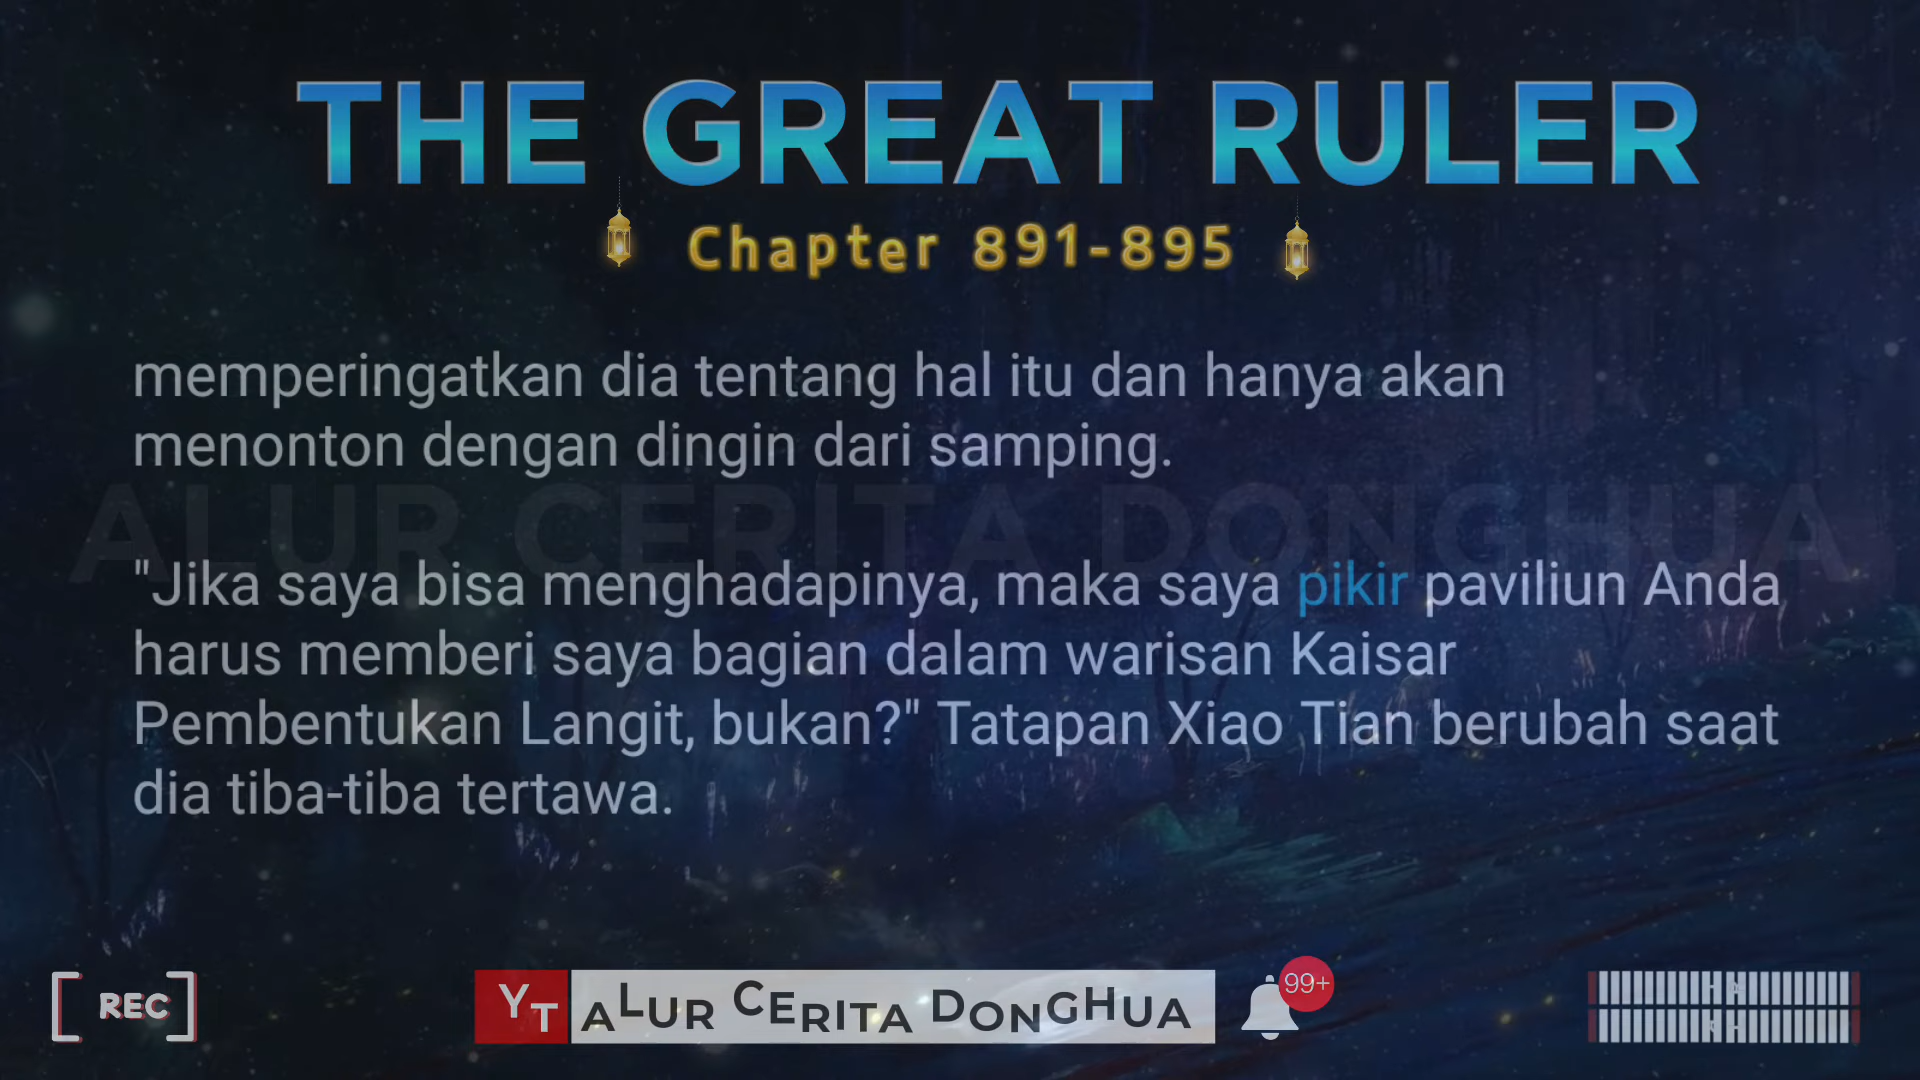 THE GREAT RULER
Chapter 891-895
memperingatkan dia tentang hal itu dan hanya akan
menonton dengan dingin dari samping.
ALUR CERITA DONGHUA
"Jika saya bisa menghadapinya, maka saya pikir paviliun Anda
harus memberi saya bagian dalam warisan Kaisar
Pembentukan Langit, bukan?" Tatapan Xiao Tian berubah saat
dia tiba-tiba tertawa.
REC
YT ALUR CERITA DONGHUA
99+